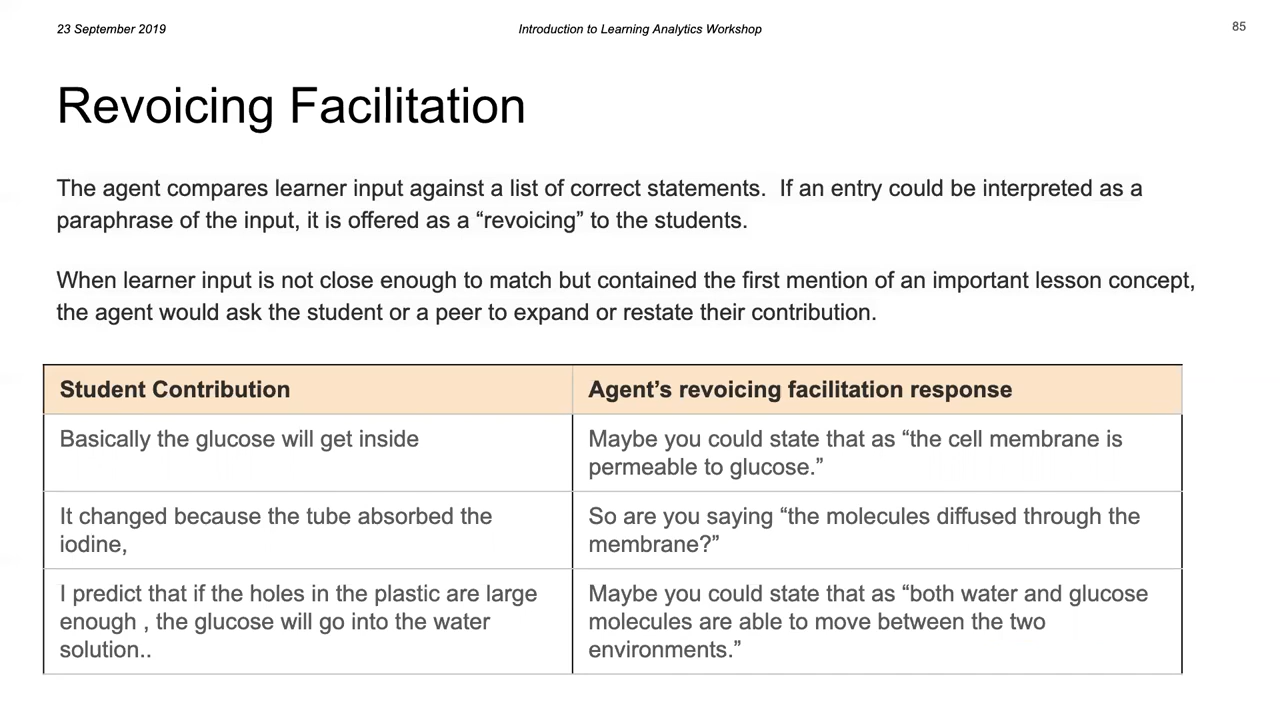 23 September 2019
Introduction to Learning Analytics Workshop
85
Revoicing Facilitation
The agent compares learner input against a list of correct statements.  If an entry could be interpreted as a
paraphrase of the input, it is offered as a “revoicing” to the students.
When learner input is not close enough to match but contained the first mention of an important lesson concept,
the agent would ask the student or a peer to expand or restate their contribution.
Student Contribution
Agent’s revoicing facilitation response
Basically the glucose will get inside
Maybe you could state that as “the cell membrane is
permeable to glucose.”
It changed because the tube absorbed the
iodine,
So are you saying “the molecules diffused through the
membrane?”
I predict that if the holes in the plastic are large
enough , the glucose will go into the water
solution..
Maybe you could state that as “both water and glucose
molecules are able to move between the two
environments.”